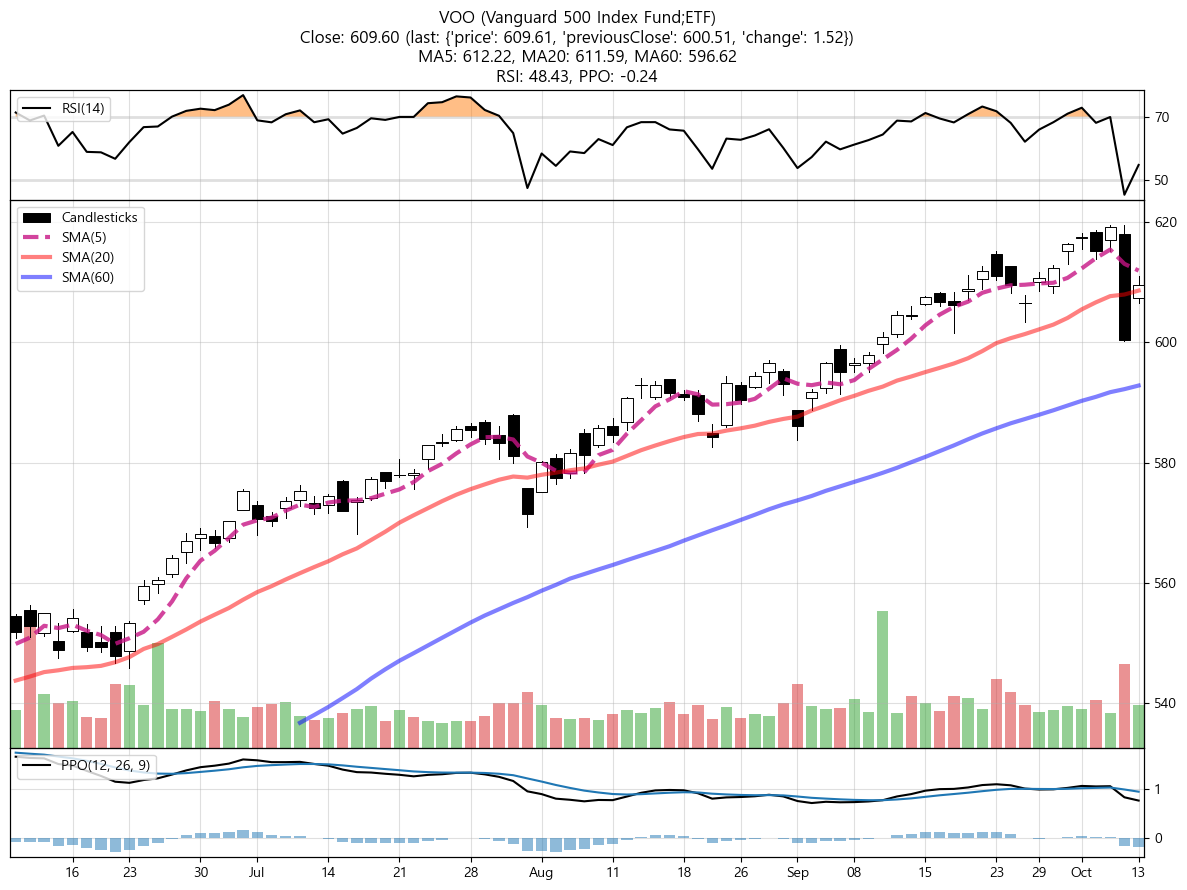 VOO (Vanguard 500 Index Fund;ETF)
Close: 609.60 (last: {'price': 609.61, 'previousClose': 600.51, 'change': 1.52})
MA5: 612.22, MA20: 611.59, MA60: 596.62
RSI: 48.43, PPO: -0.24
RSI(14)
70
50
Candlesticks
SMA(5)
SMA(20)
SMA(60)
620
600
580
560
540
PPO(12, 26, 9)
1
0
16 23 30 Jul 14 21 28 Aug 11 18 26 Sep 08 15 23 29 Oct 13